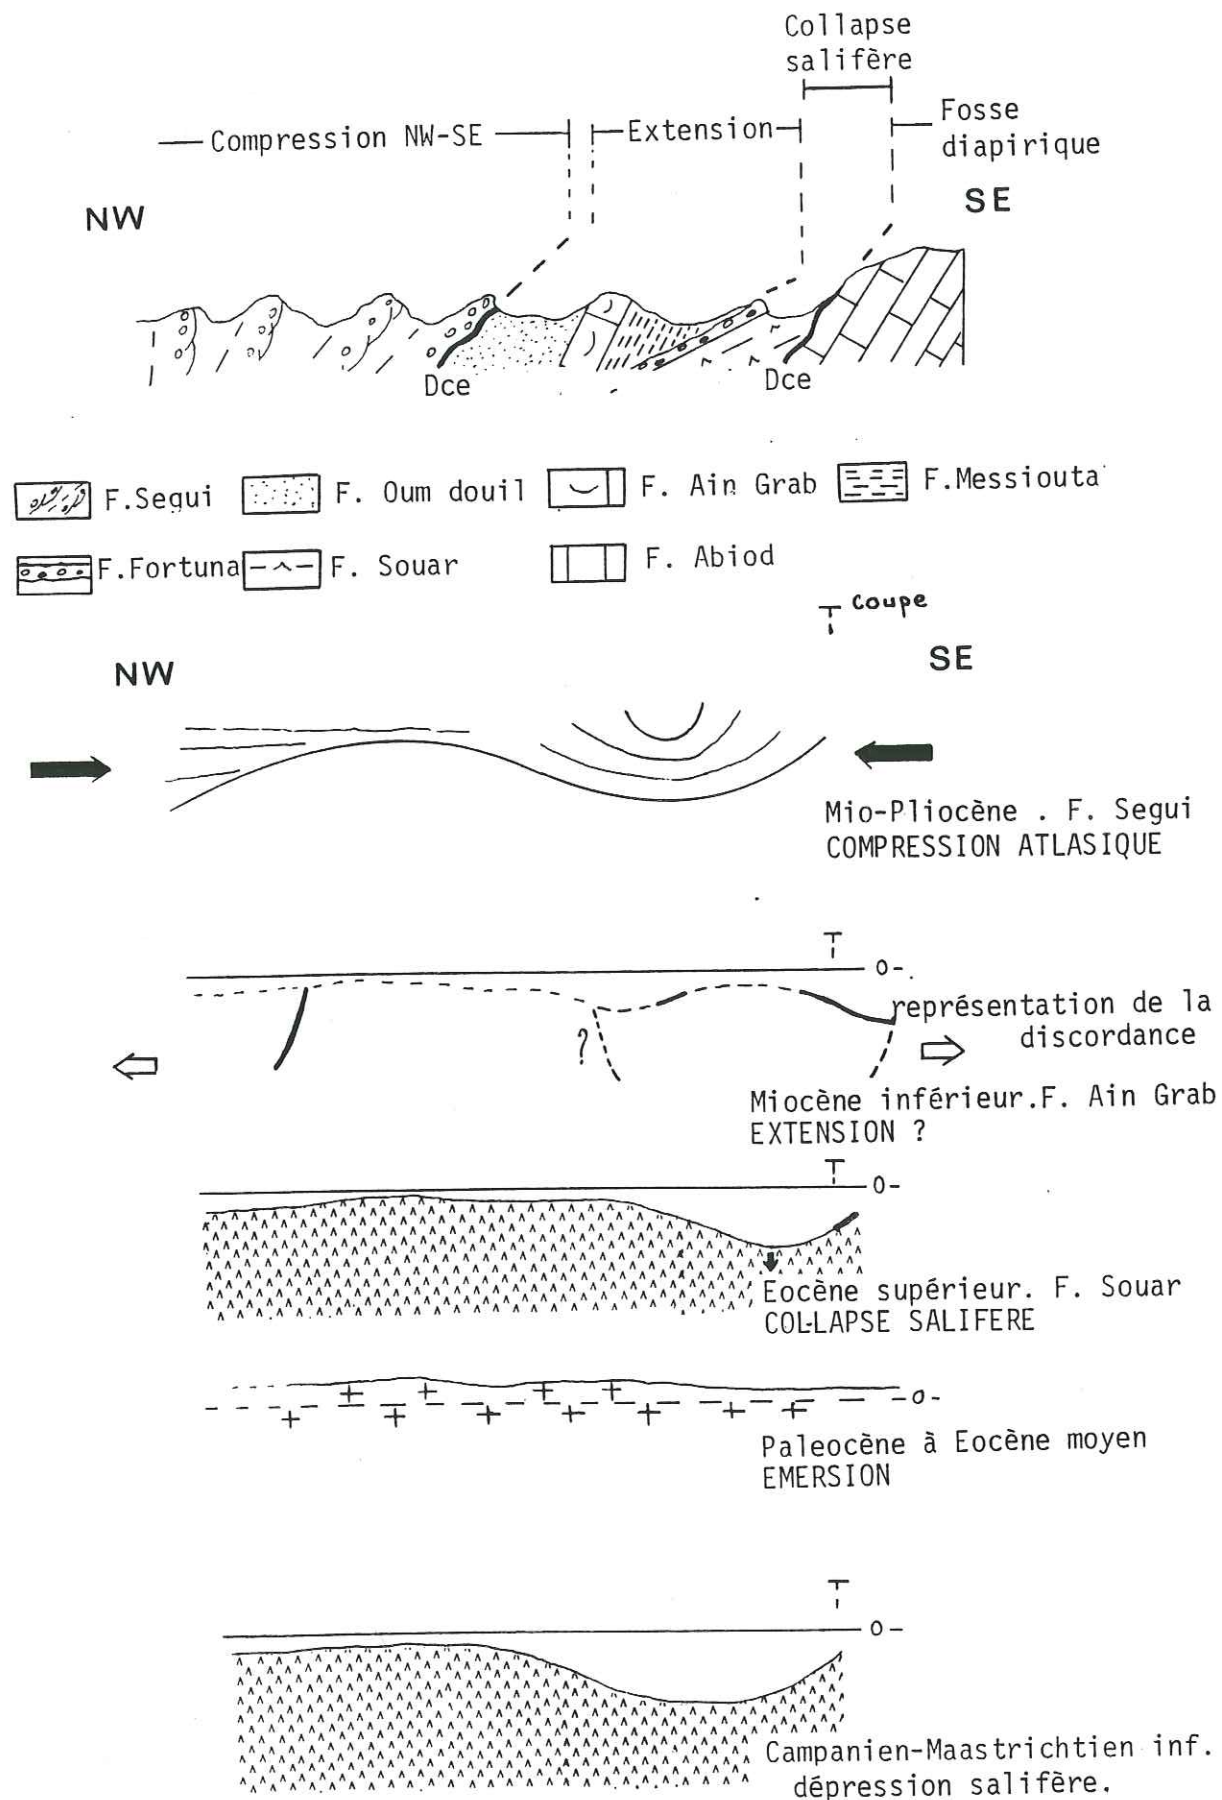 Collapse
salifère
Compression NW-SE
Extension
Fosse
diapirique
NW
SE
Dce
Dce
F.Segui
F. Oum douil
F. Ain Grab
F.Messiouta
F.Fortuna
F. Souar
F. Abiod
coupe
NW
SE
Mio-Pliocène . F. Segui
COMPRESSION ATLASIQUE
0-
représentation de la
discordance
?
Miocène inférieur.F. Ain Grab
EXTENSION ?
0-
Eocène supérieur. F. Souar
COLLAPSE SALIFERE
-0-
Paleocène à Eocène moyen
EMERSION
0-
Campanien-Maastrichtien inf.
dépression salifère.